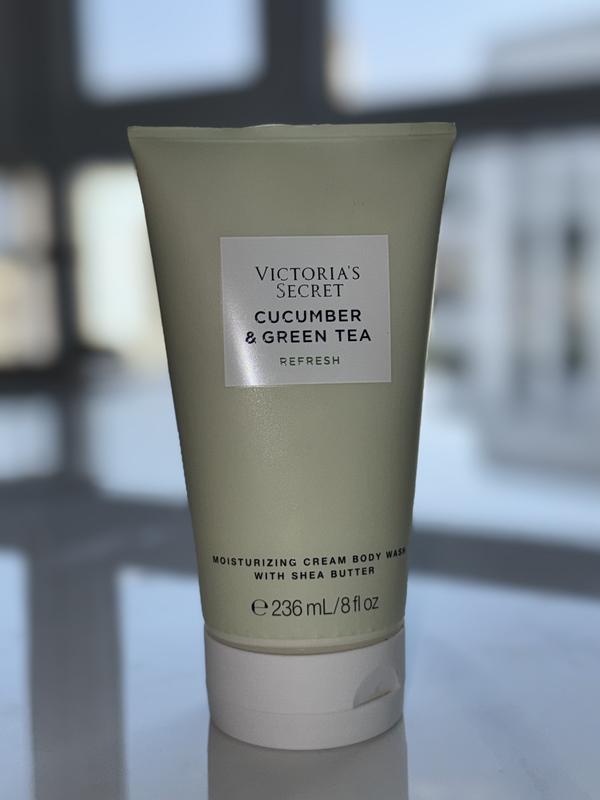 VICTORIA'S
SECRET
CUCUMBER
& GREEN TEA
REFRESH
MOISTURIZING CREAM BODY WASH
WITH SHEA BUTTER
℮ 236 mL/8 fl oz